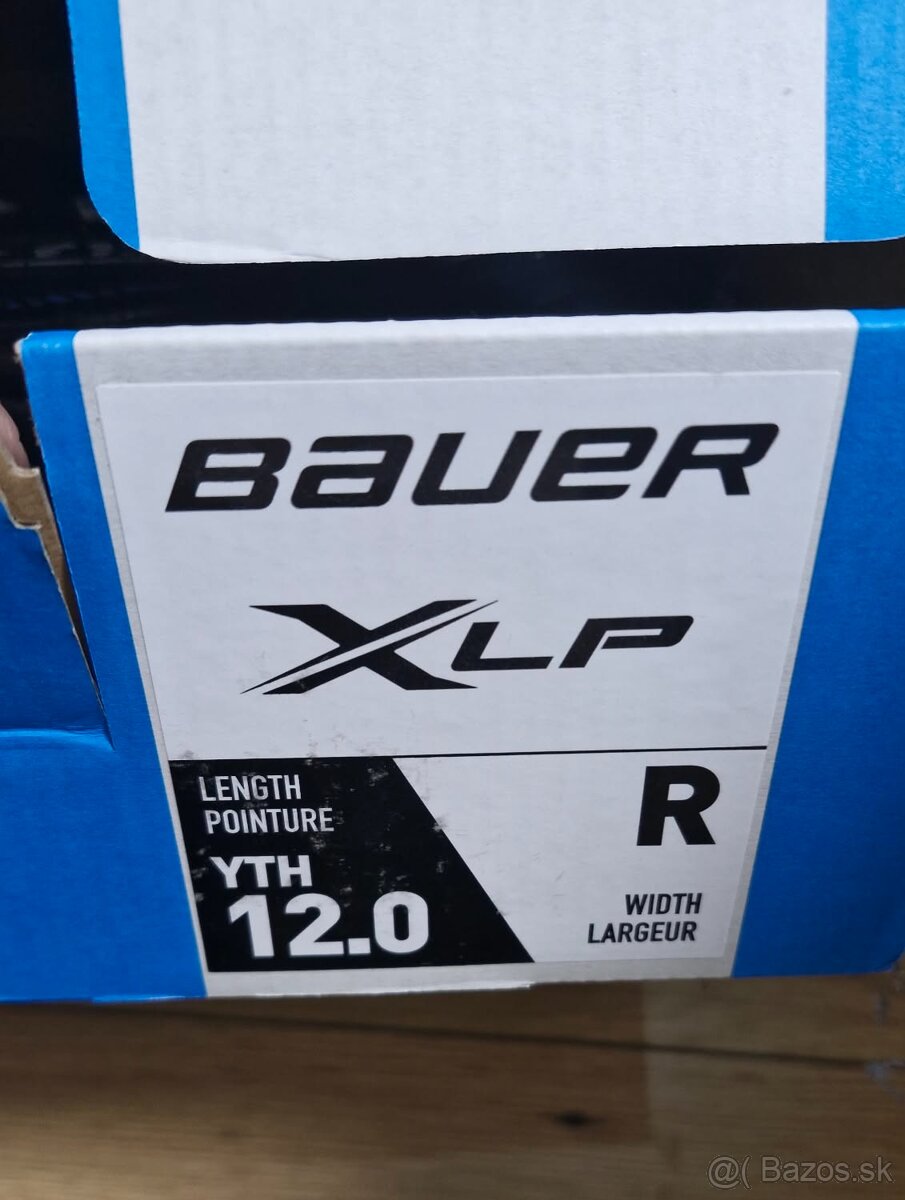 BAUER
XLP
LENGTH
POINTURE
YTH
12.0
R
WIDTH
LARGEUR
@( Bazos.sk